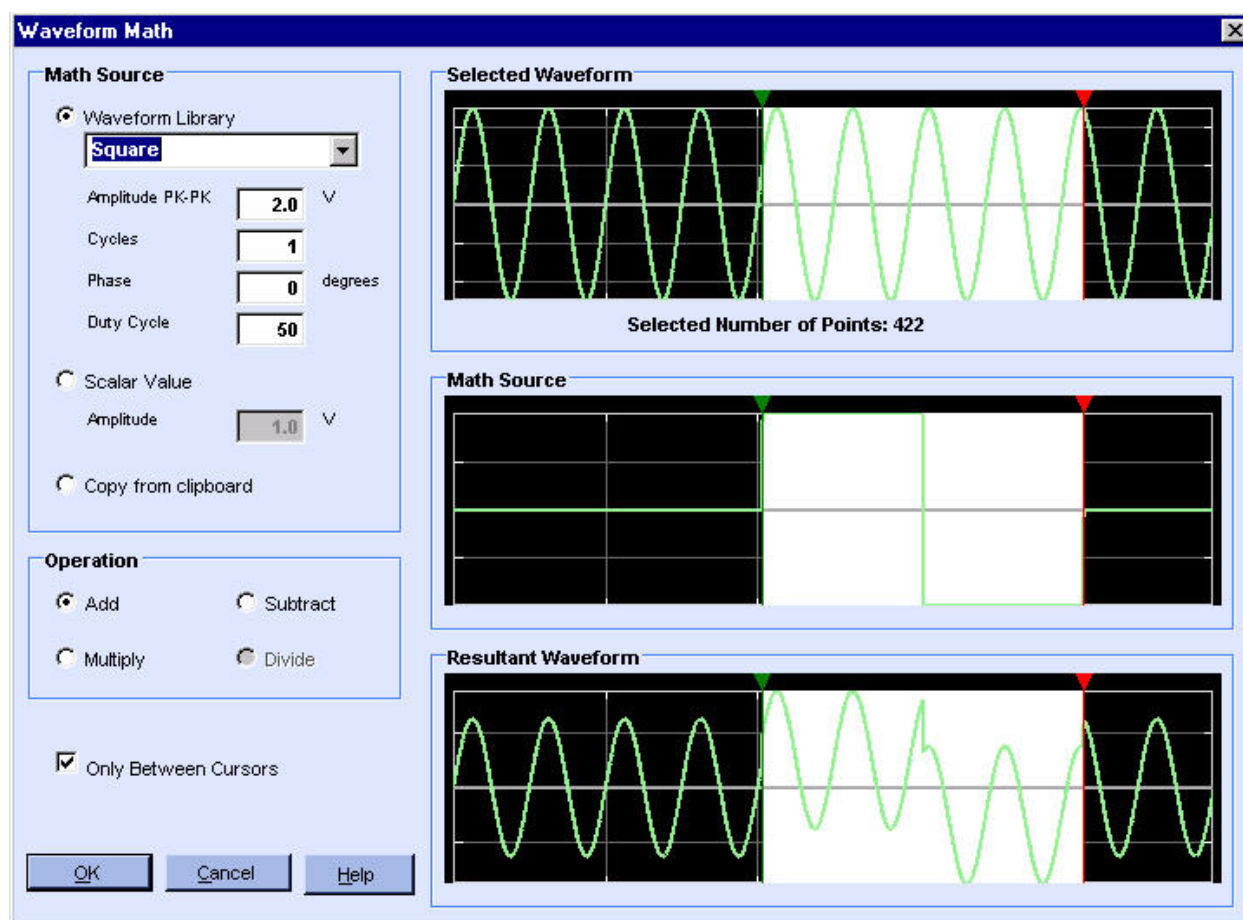 Waveform Math
Math Source
Waveform Library
Square
Amplitude PK-PK 2.0 V
Cycles 1
Phase 0 degrees
Duty Cycle 50
Scalar Value
Amplitude 1.0 V
Copy from clipboard
Operation
Add Subtract
Multiply Divide
Only Between Cursors
OK Cancel Help
Selected Waveform
Selected Number of Points: 422
Math Source
Resultant Waveform